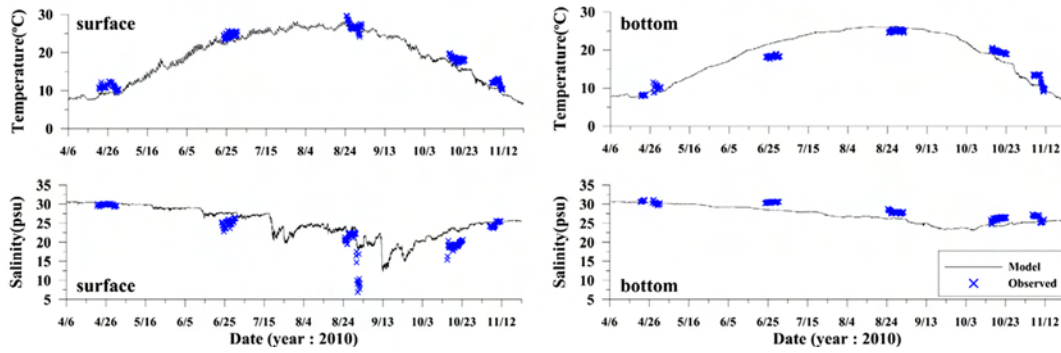 surface
Temperature(°C)
30
20
10
0
4/6 4/26 5/16 6/5 6/25 7/15 8/4 8/24 9/13 10/3 10/23 11/12
bottom
Temperature(°C)
30
20
10
0
4/6 4/26 5/16 6/5 6/25 7/15 8/4 8/24 9/13 10/3 10/23 11/12
Salinity(psu)
35
30
25
20
15
10
5
surface
4/6 4/26 5/16 6/5 6/25 7/15 8/4 8/24 9/13 10/3 10/23 11/12
Date (year : 2010)
Salinity(psu)
35
30
25
20
15
10
5
bottom
Model
Observed
4/6 4/26 5/16 6/5 6/25 7/15 8/4 8/24 9/13 10/3 10/23 11/12
Date (year : 2010)